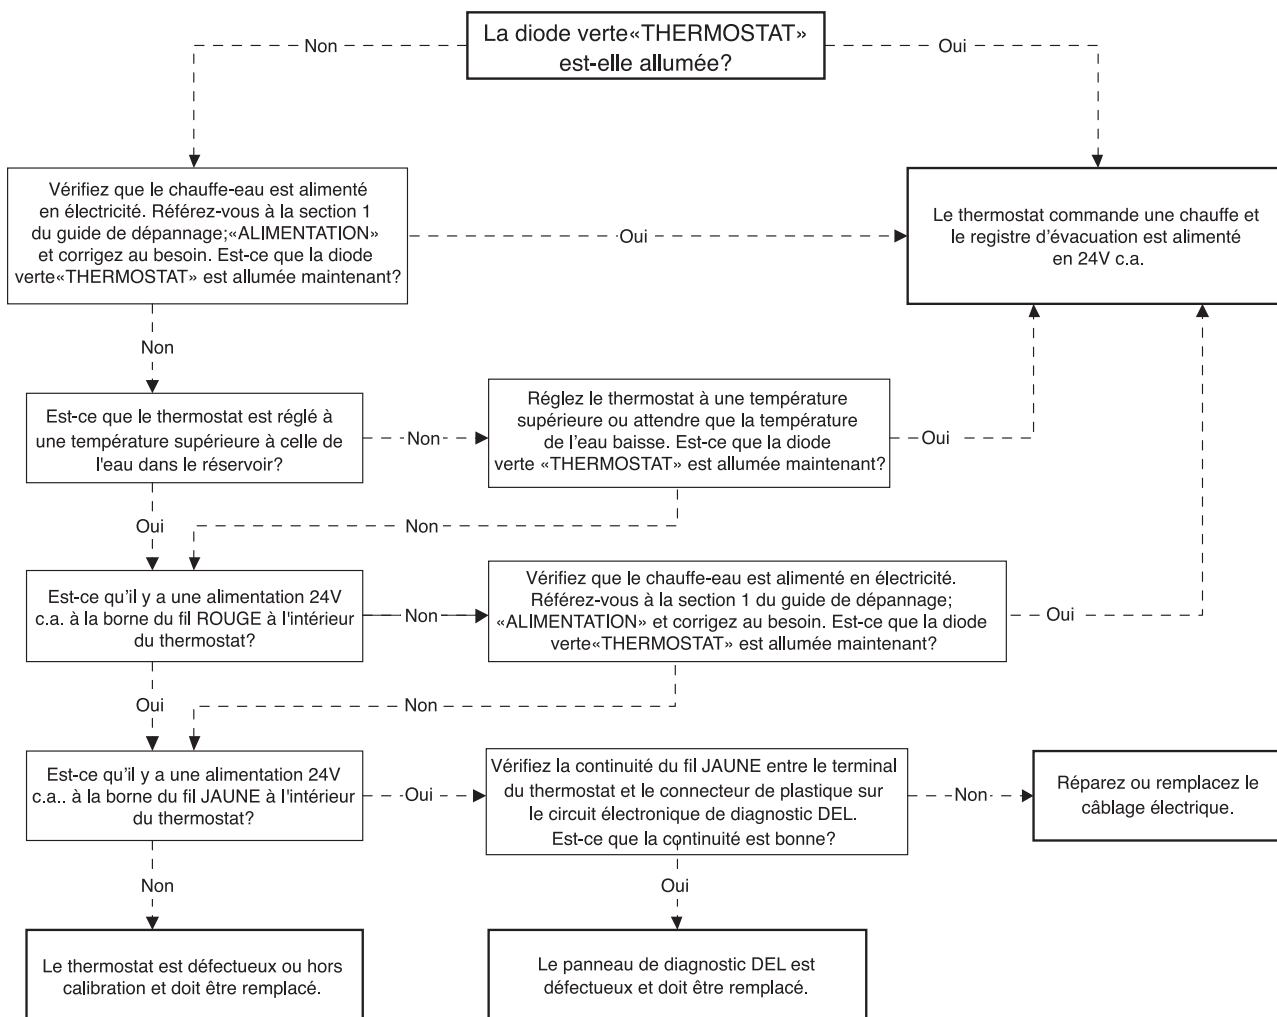 La diode verte«THERMOSTAT»
est-elle allumée?
Non
Oui
Vérifiez que le chauffe-eau est alimenté
en électricité. Référez-vous à la section 1
du guide de dépannage;«ALIMENTATION»
et corrigez au besoin. Est-ce que la diode
verte«THERMOSTAT» est allumée maintenant?
Oui
Le thermostat commande une chauffe et
le registre d'évacuation est alimenté
en 24V c.a.
Non
Est-ce que le thermostat est réglé à
une température supérieure à celle de
l'eau dans le réservoir?
Non
Réglez le thermostat à une température
supérieure ou attendre que la température
de l'eau baisse. Est-ce que la diode
verte «THERMOSTAT» est allumée maintenant?
Oui
Oui
Non
Est-ce qu'il y a une alimentation 24V
c.a. à la borne du fil ROUGE à l'intérieur
du thermostat?
Non
Vérifiez que le chauffe-eau est alimenté en électricité.
Référez-vous à la section 1 du guide de dépannage;
«ALIMENTATION» et corrigez au besoin. Est-ce que la diode
verte«THERMOSTAT» est allumée maintenant?
Oui
Oui
Non
Est-ce qu'il y a une alimentation 24V
c.a.. à la borne du fil JAUNE à l'intérieur
du thermostat?
Oui
Vérifiez la continuité du fil JAUNE entre le terminal
du thermostat et le connecteur de plastique sur
le circuit électronique de diagnostic DEL.
Est-ce que la continuité est bonne?
Non
Réparez ou remplacez le
câblage électrique.
Non
Oui
Le thermostat est défectueux ou hors
calibration et doit être remplacé.
Le panneau de diagnostic DEL est
défectueux et doit être remplacé.